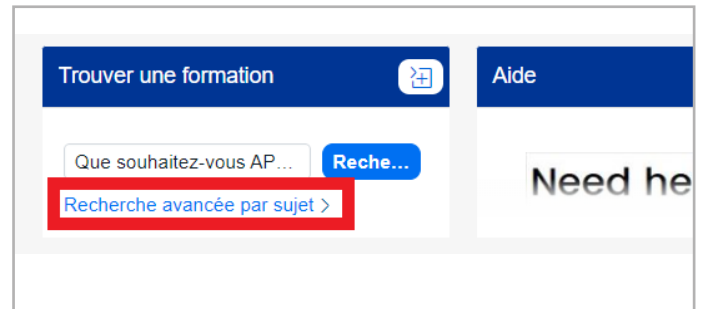 Trouver une formation
Aide
Que souhaitez-vous AP...
Reche...
Need he
Recherche avancée par sujet >